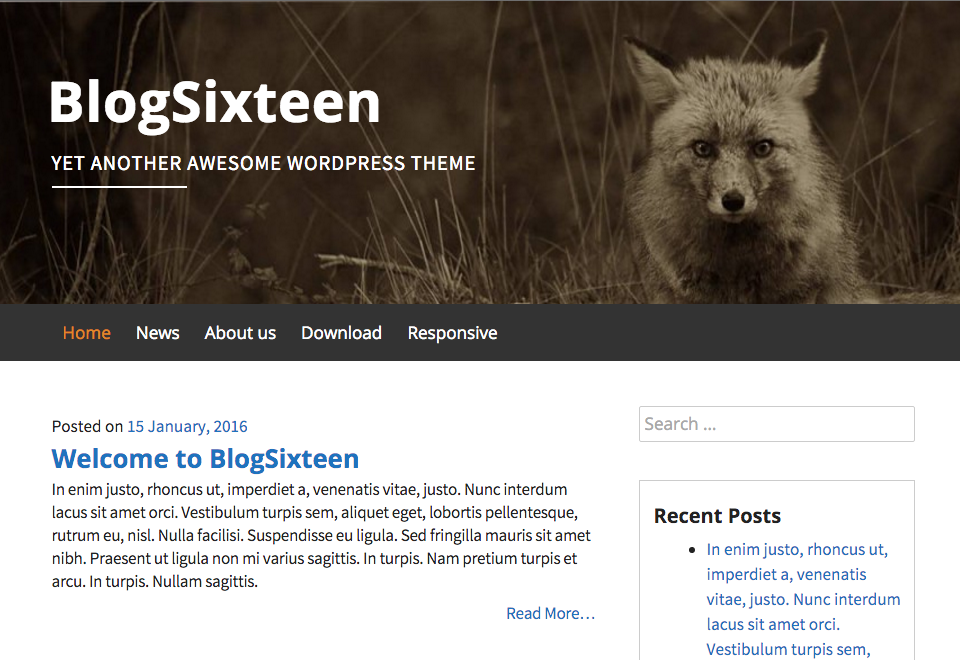 BlogSixteen
YET ANOTHER AWESOME WORDPRESS THEME
Home News About us Download Responsive
Posted on 15 January, 2016
Welcome to BlogSixteen
In enim justo, rhoncus ut, imperdiet a, venenatis vitae, justo. Nunc interdum
lacus sit amet orci. Vestibulum turpis sem, aliquet eget, lobortis pellentesque,
rutrum eu, nisl. Nulla facilisi. Suspendisse eu ligula. Sed fringilla mauris sit amet
nibh. Praesent ut ligula non mi varius sagittis. In turpis. Nam pretium turpis et
arcu. In turpis. Nullam sagittis.
Read More…
Search ...
Recent Posts
In enim justo, rhoncus ut,
imperdiet a, venenatis
vitae, justo. Nunc interdum
lacus sit amet orci.
Vestibulum turpis sem,